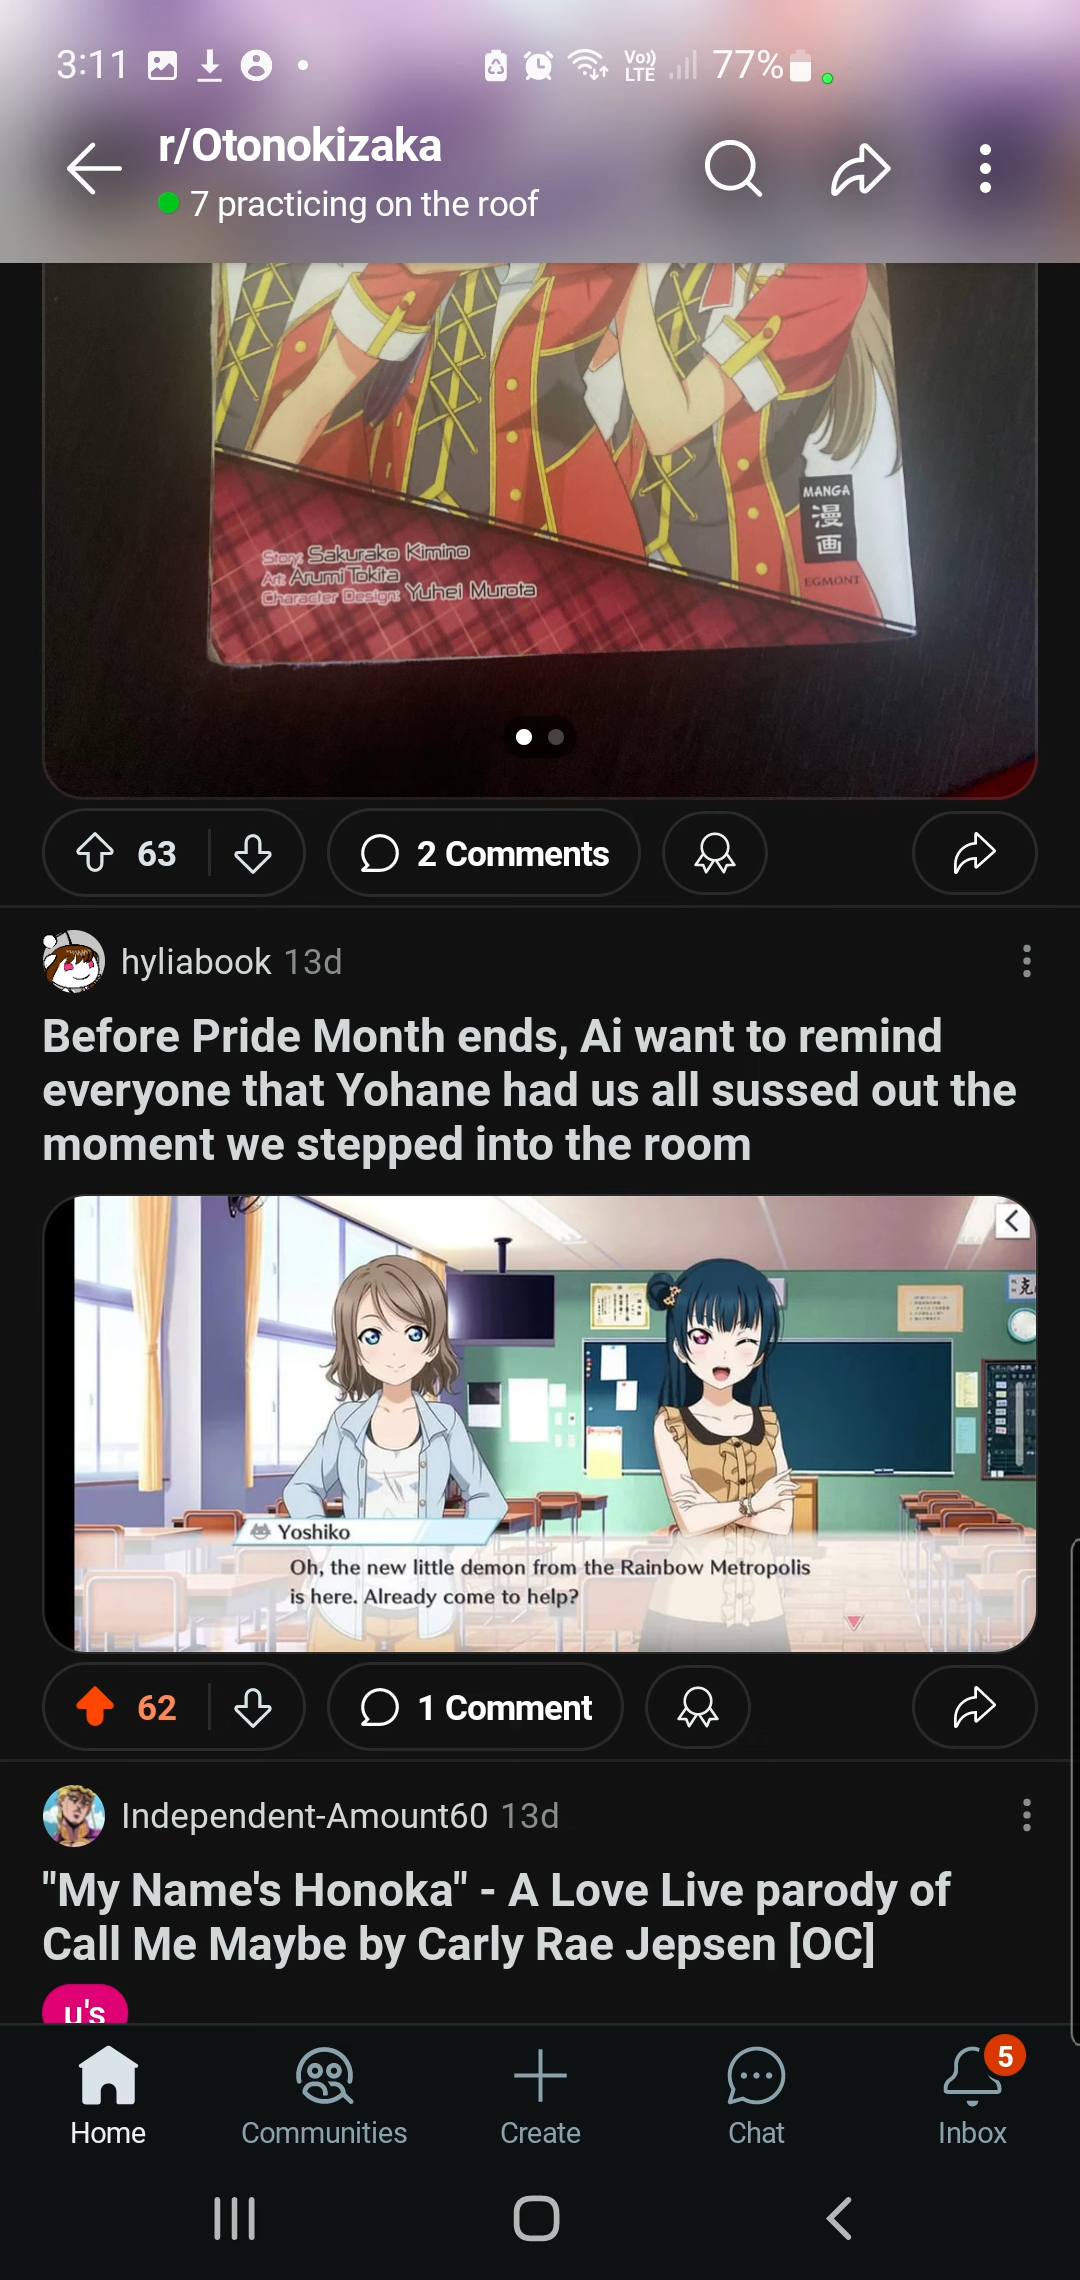 3:11
Vo))
LTE
77%
r/Otonokizaka
7 practicing on the roof
MANGA
漫
画
EGMONT
Story: Sakurako Kimino
Art: Arumi Tokita
Character Design: Yuhei Murota
63
2 Comments
hyliabook 13d
Before Pride Month ends, Ai want to remind
everyone that Yohane had us all sussed out the
moment we stepped into the room
克
Yoshiko
Oh, the new little demon from the Rainbow Metropolis
is here. Already come to help?
62
1 Comment
Independent-Amount60 13d
"My Name's Honoka" - A Love Live parody of
Call Me Maybe by Carly Rae Jepsen [OC]
u's
Home
Communities
Create
Chat
5
Inbox